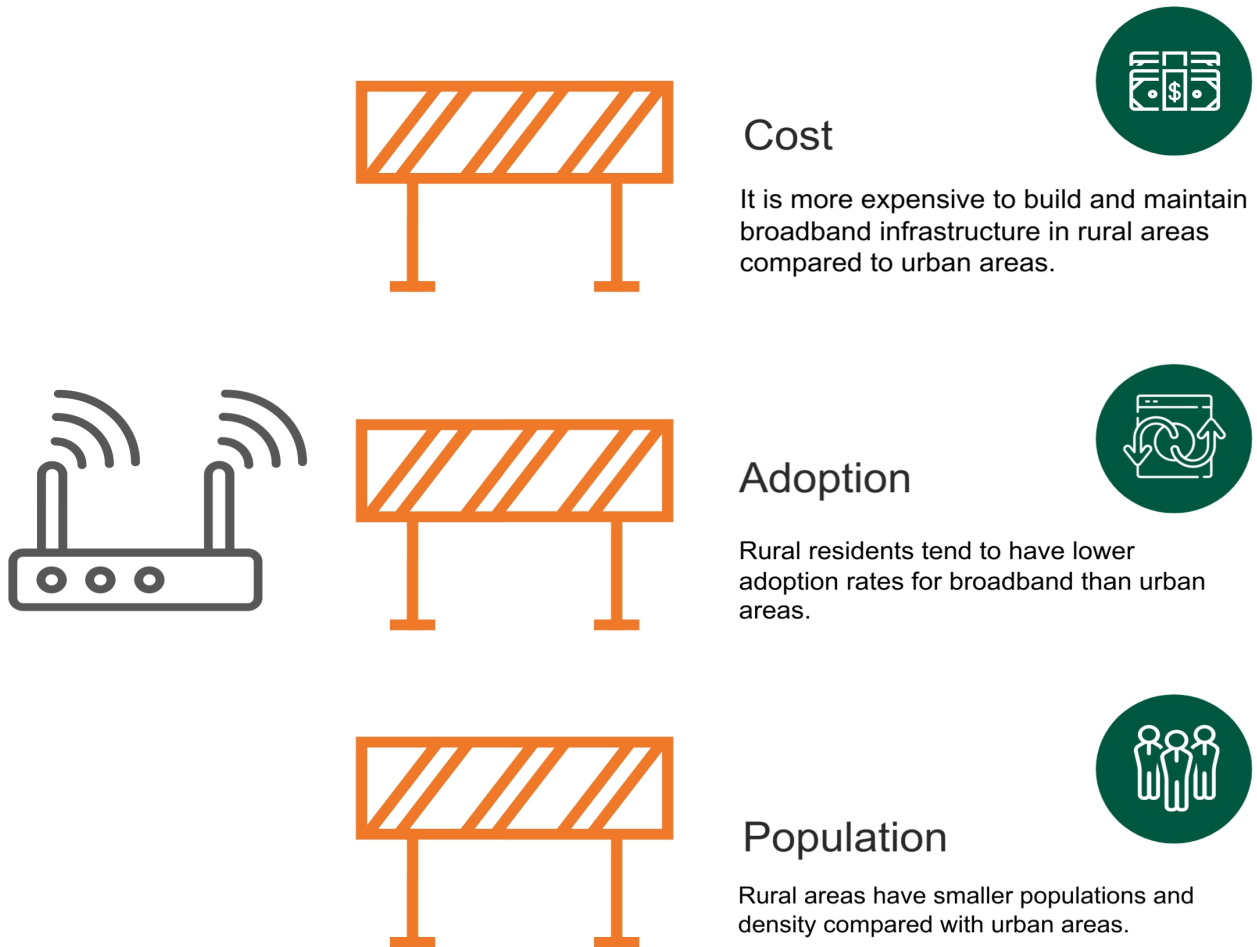 $
Cost
It is more expensive to build and maintain
broadband infrastructure in rural areas
compared to urban areas.
Adoption
Rural residents tend to have lower
adoption rates for broadband than urban
areas.
Population
Rural areas have smaller populations and
density compared with urban areas.